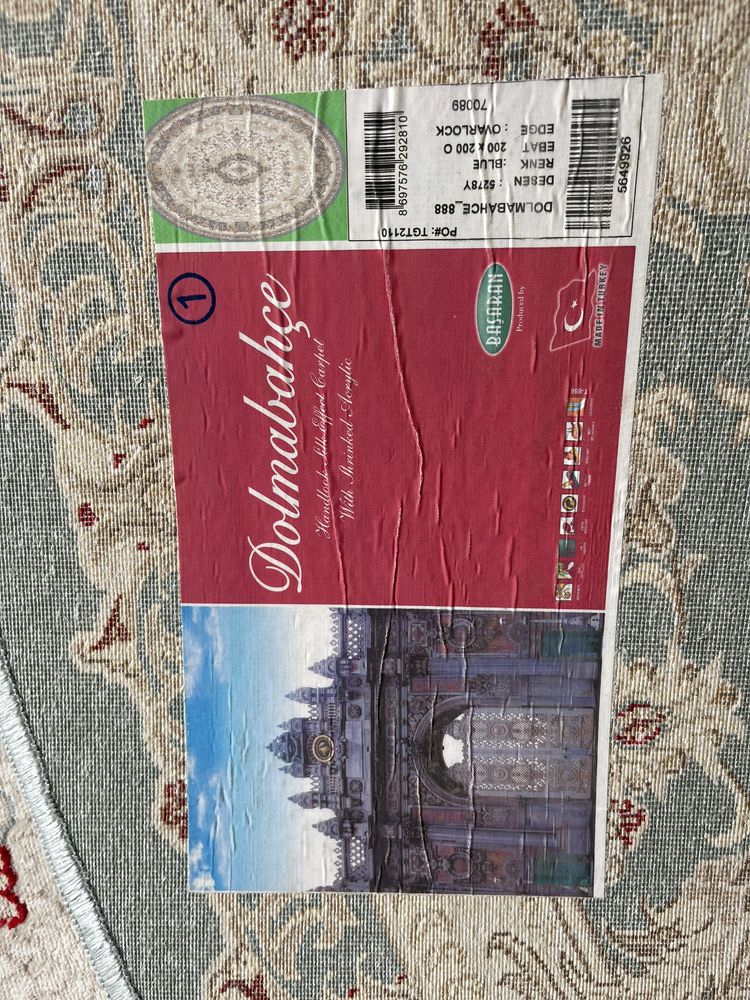 PO#: TGT2110
DOLMABAHCE_888
DESEN : 5278Y
RENK :BLUE
EBAT 200 x 200 O
EDGE : OVARLOCK
70089
8 697576 292810
5649926
1
Dolmabahçe
Handlook Silk Effect Carpet
With Shrinked Acrylic
Produced by
BAŞARAN
MADE IN TURKEY